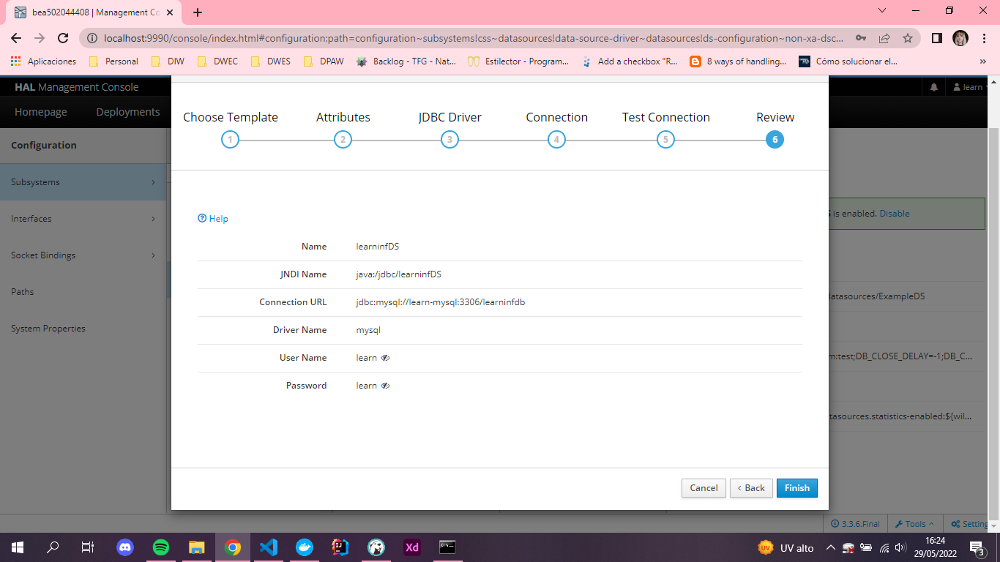 bea502044408 | Management Co
localhost:9990/console/index.html#configuration;path=configuration~subsystems!css~datasources!data-source-driver~datasources!ds-configuration~non-xa-dsc...
Aplicaciones Personal DIW DWEC DWES DPAW Backlog - TFG - Nat... Estilector - Program... Add a checkbox "R... 8 ways of handling... Cómo solucionar el... »
HAL Management Console learn
Homepage Deployments
Choose Template Attributes JDBC Driver Connection Test Connection Review
1 2 3 4 5 6
Configuration
Subsystems
Interfaces
Socket Bindings
Paths
System Properties
Help
Name learninfDS
JNDI Name java:/jdbc/learninfDS
Connection URL jdbc:mysql://learn-mysql:3306/learninfdb
Driver Name mysql
User Name learn
Password learn
S is enabled. Disable
datasources/ExampleDS
m:test;DB_CLOSE_DELAY=-1;DB_C...
tasources.statistics-enabled:${wil...
Cancel ‹ Back Finish
3.3.6.Final Tools Setting
Xd UV UV alto 16:24
29/05/2022 3